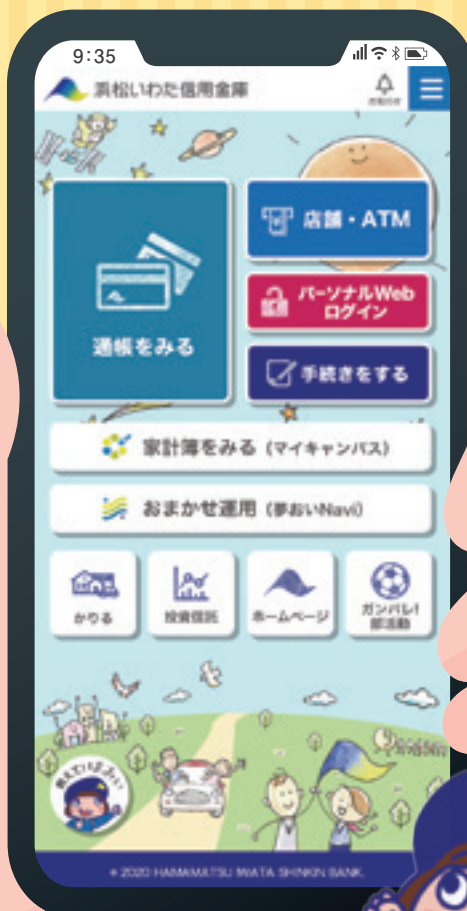 9:35
浜松いわた信用金庫
お知らせ
通帳をみる
店舗・ATM
パーソナルWeb
ログイン
手続きをする
家計簿をみる（マイキャンバス）
おまかせ運用（夢おいNavi）
かりる
投資信託
ホームページ
ガンバレ!
部活動
© 2020 HAMAMATSU IWATA SHINKIN BANK.